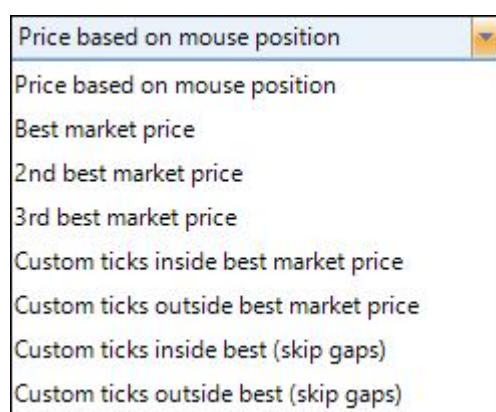 Price based on mouse position
Price based on mouse position
Best market price
2nd best market price
3rd best market price
Custom ticks inside best market price
Custom ticks outside best market price
Custom ticks inside best (skip gaps)
Custom ticks outside best (skip gaps)